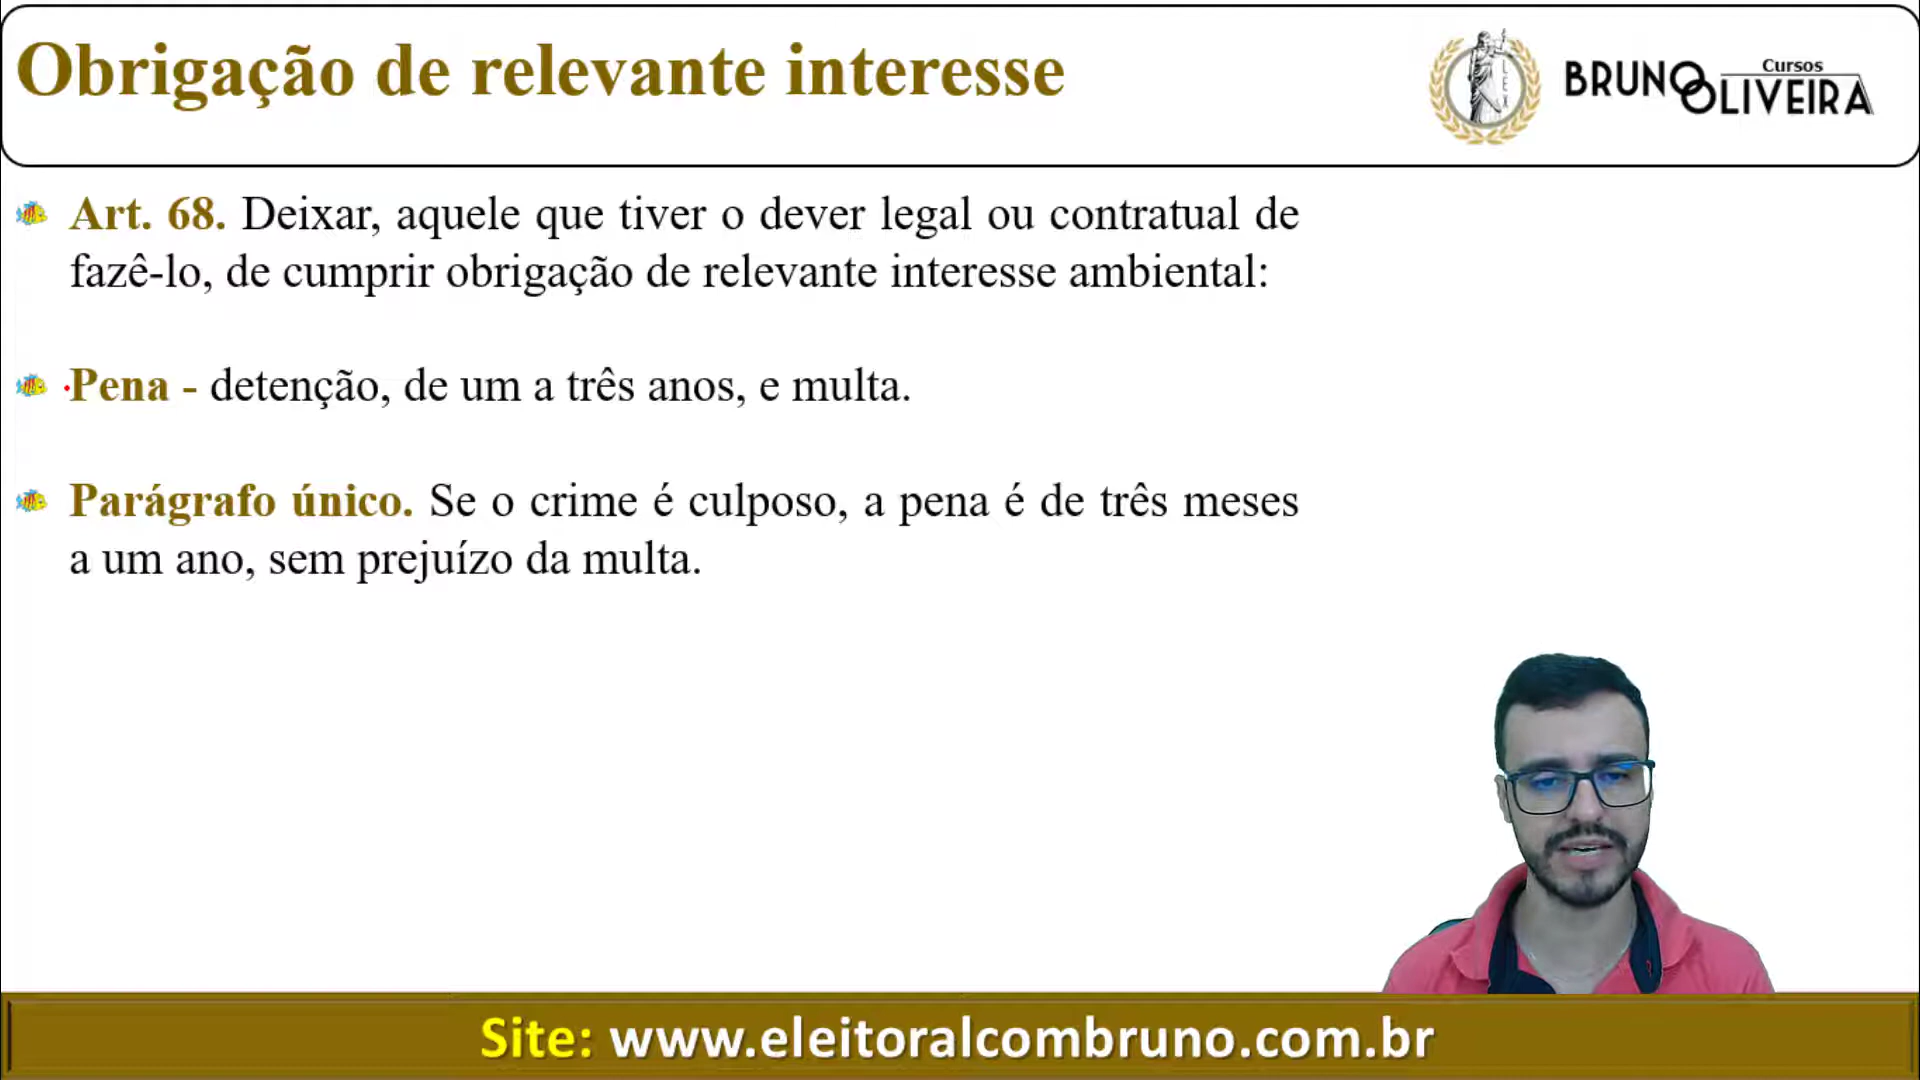 Obrigação de relevante interesse
LEX
Cursos
BRUNO OLIVEIRA
Art. 68. Deixar, aquele que tiver o dever legal ou contratual de
fazê-lo, de cumprir obrigação de relevante interesse ambiental:
Pena - detenção, de um a três anos, e multa.
Parágrafo único. Se o crime é culposo, a pena é de três meses
a um ano, sem prejuízo da multa.
Site: www.eleitoralcombruno.com.br